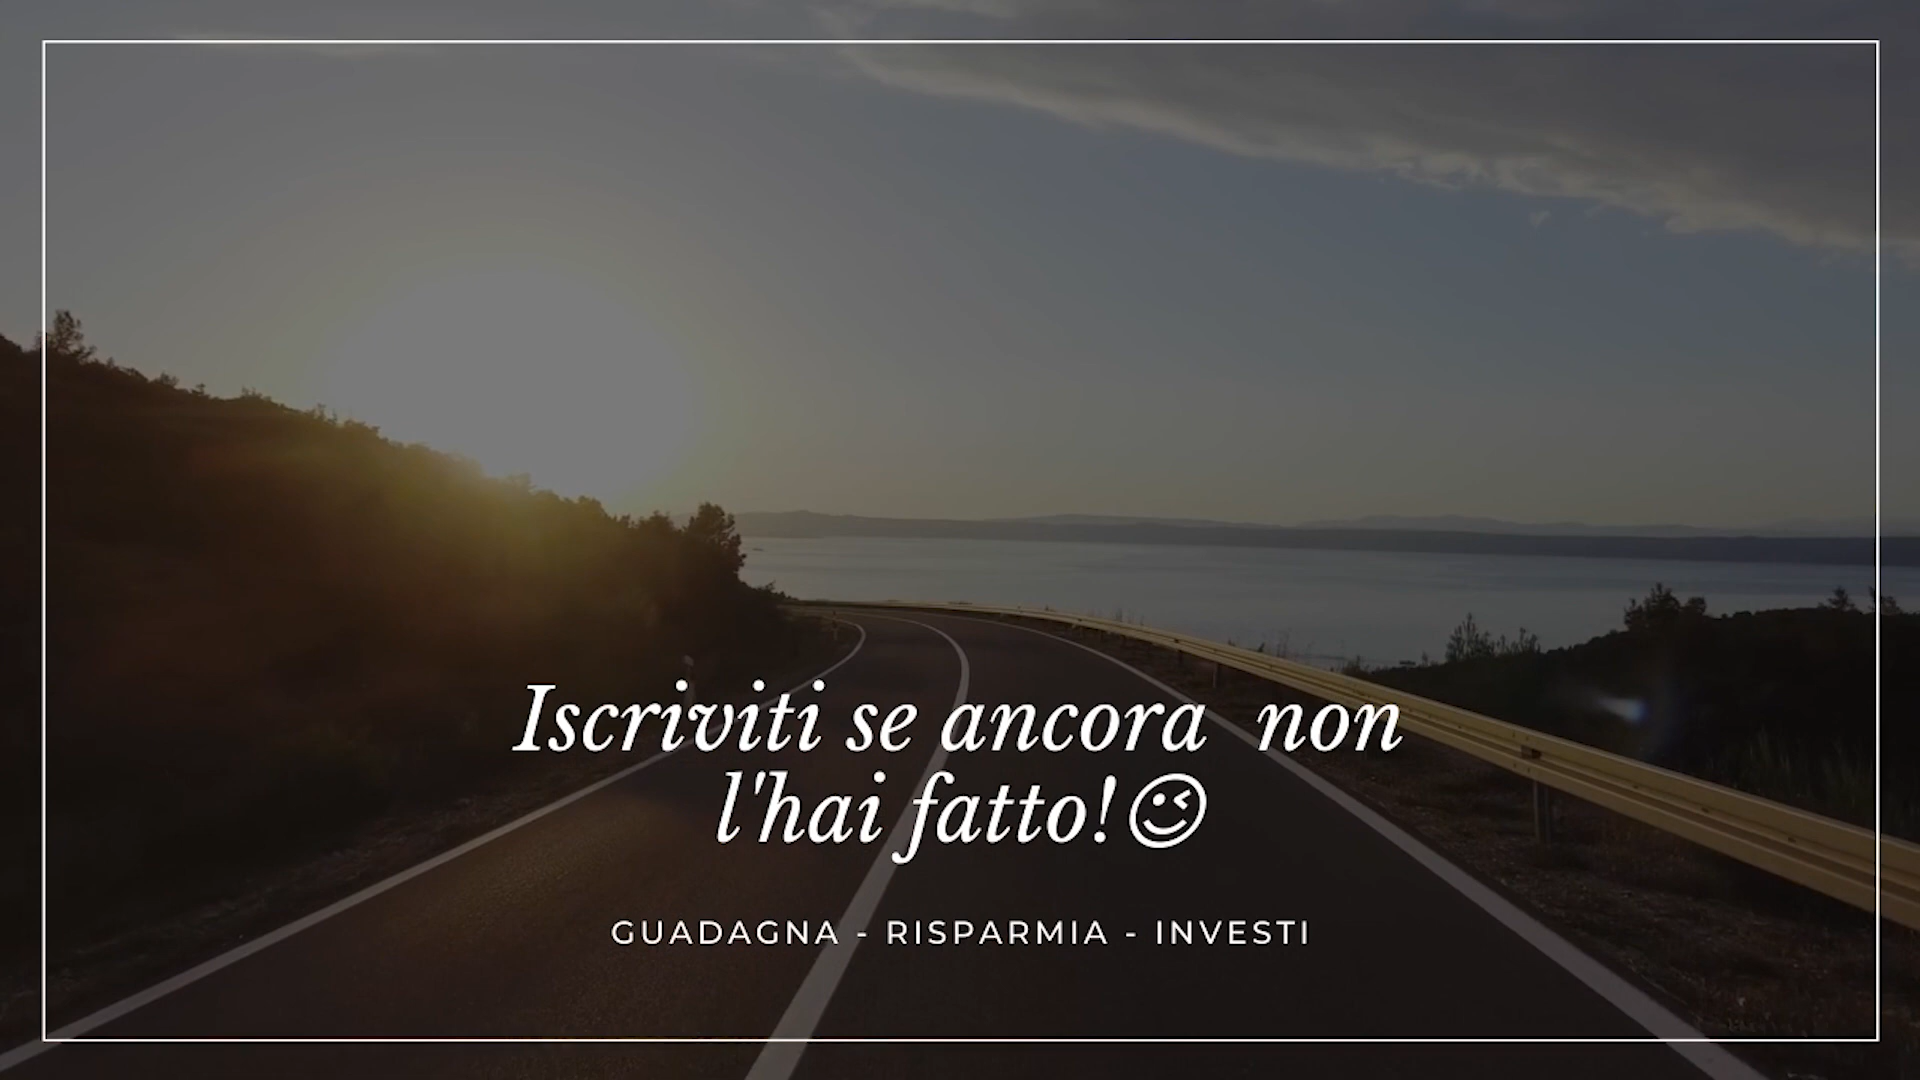 Iscriviti se ancora  non
l'hai fatto!😉
GUADAGNA - RISPARMIA - INVESTI